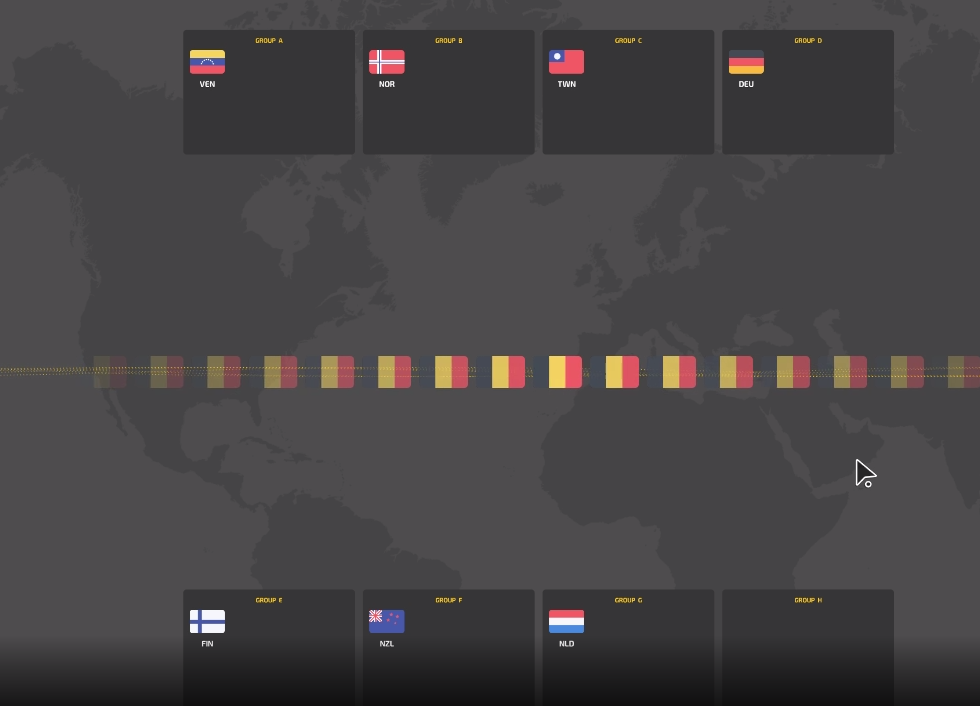 GROUP A
VEN
GROUP B
NOR
GROUP C
TWN
GROUP D
DEU
GROUP E
FIN
GROUP F
NZL
GROUP G
NLD
GROUP H